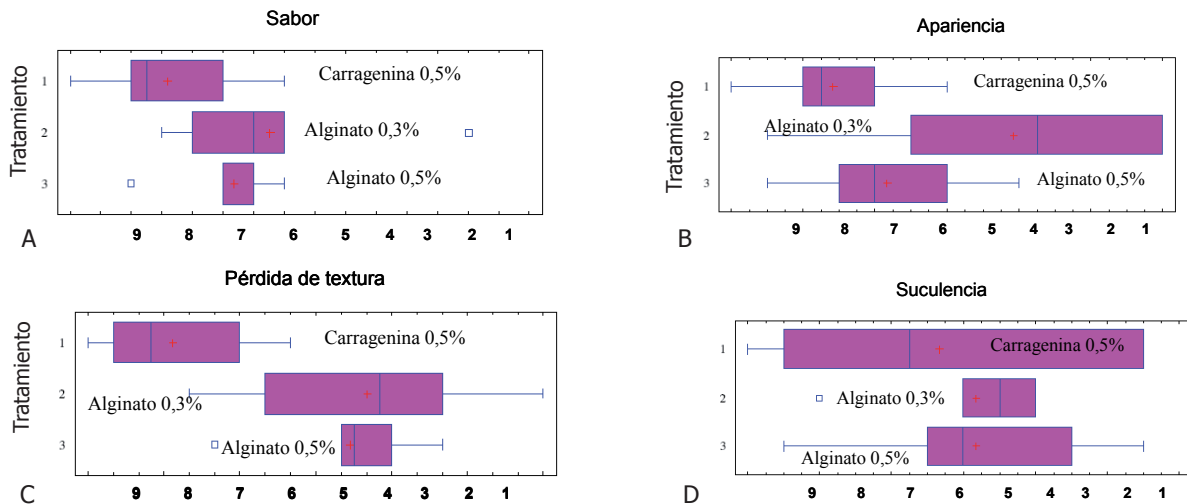 Sabor
Tratamiento
1
Carragenina 0,5%
2
Alginato 0,3%
3
Alginato 0,5%
A
9 8 7 6 5 4 3 2 1
Apariencia
Tratamiento
1
Carragenina 0,5%
2
Alginato 0,3%
3
Alginato 0,5%
B
9 8 7 6 5 4 3 2 1
Pérdida de textura
Tratamiento
1
Carragenina 0,5%
2
Alginato 0,3%
3
Alginato 0,5%
C
9 8 7 6 5 4 3 2 1
Suculencia
1
Carragenina 0,5%
2
Alginato 0,3%
3
Alginato 0,5%
D
9 8 7 6 5 4 3 2 1